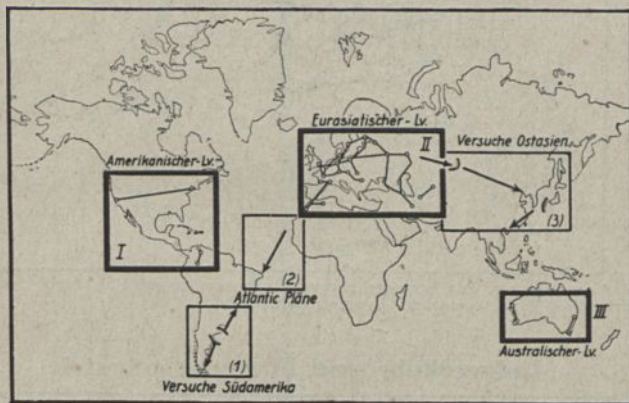 Eurasiatischer-Lv.
II
Versuche Ostasien
Amerikanischer-Lv.
I
(3)
(2)
Atlantic Pläne
III
Australischer-Lv.
(1)
Versuche Südamerika